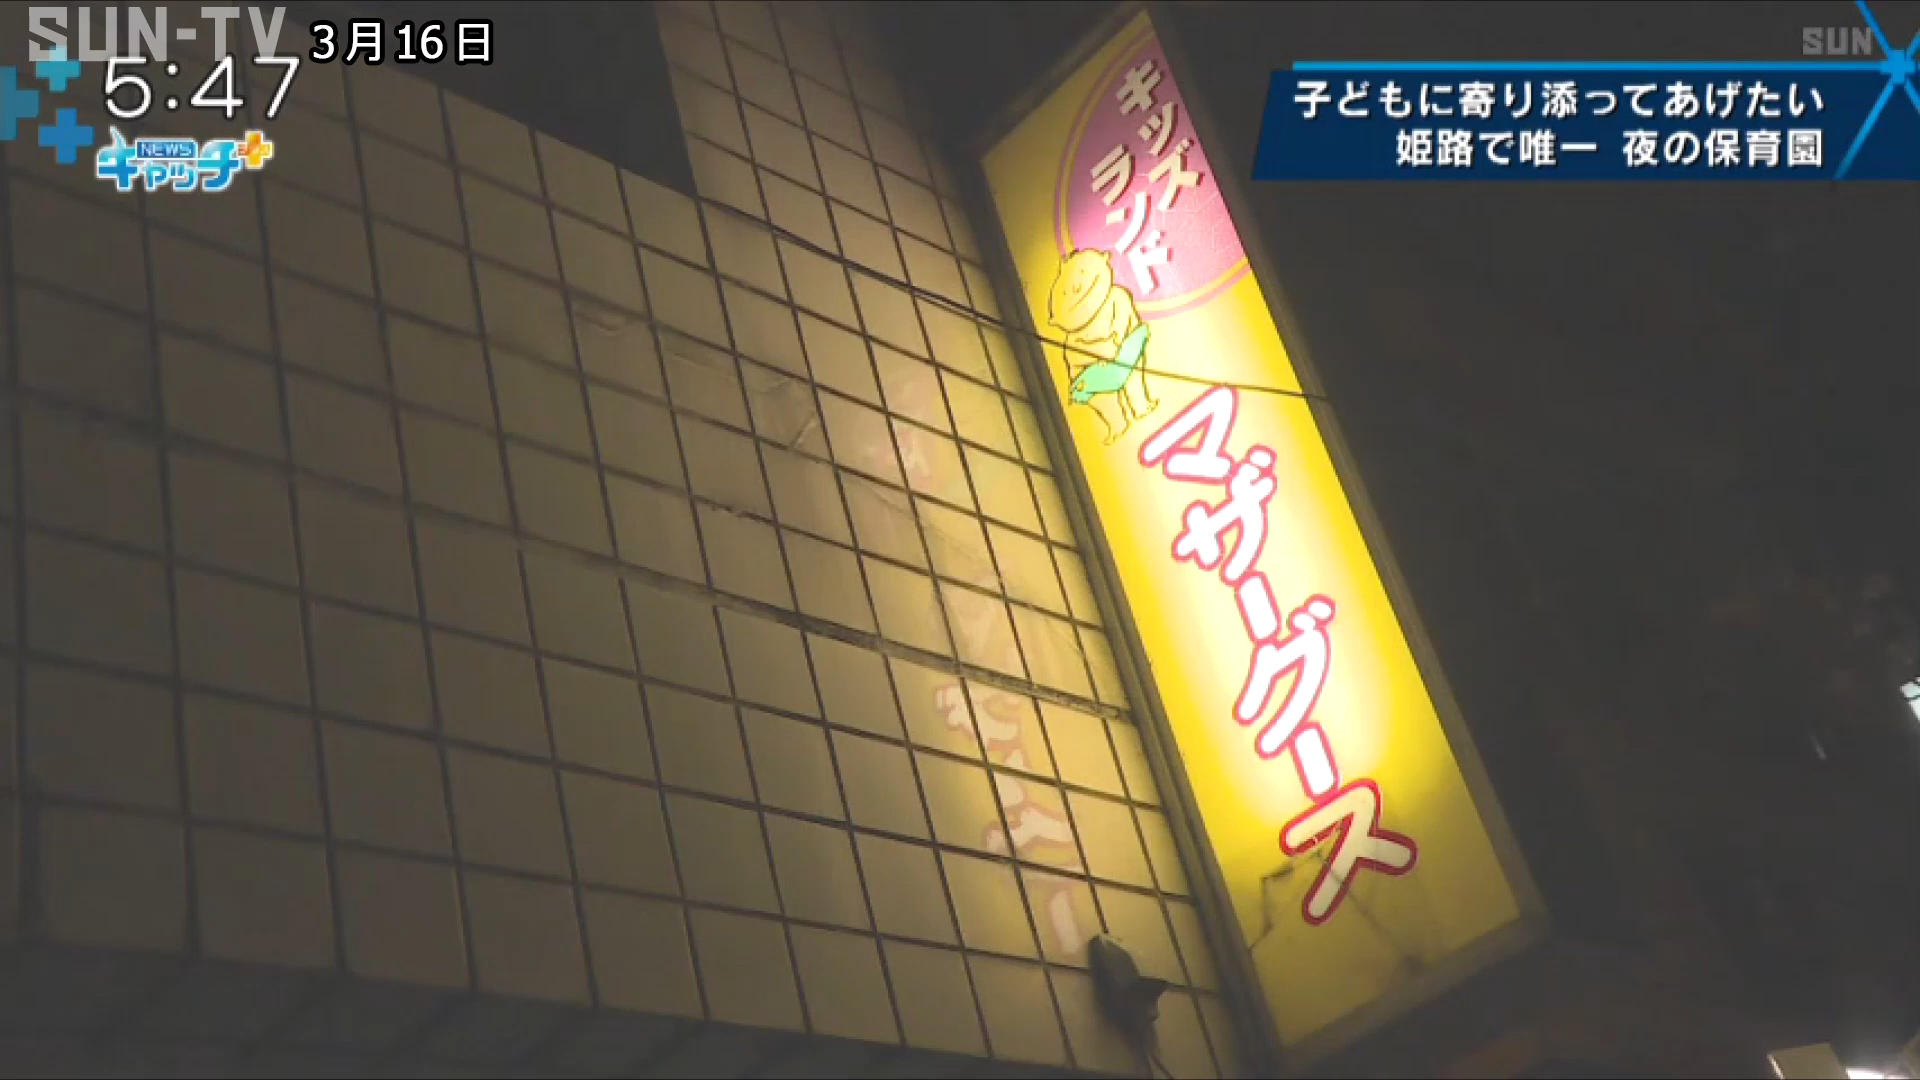 SUN-TV
3月16日
5:47
NEWS
キャッチ+
SUN
子どもに寄り添ってあげたい
姫路で唯一 夜の保育園
キッズ
ランド
マザーグース